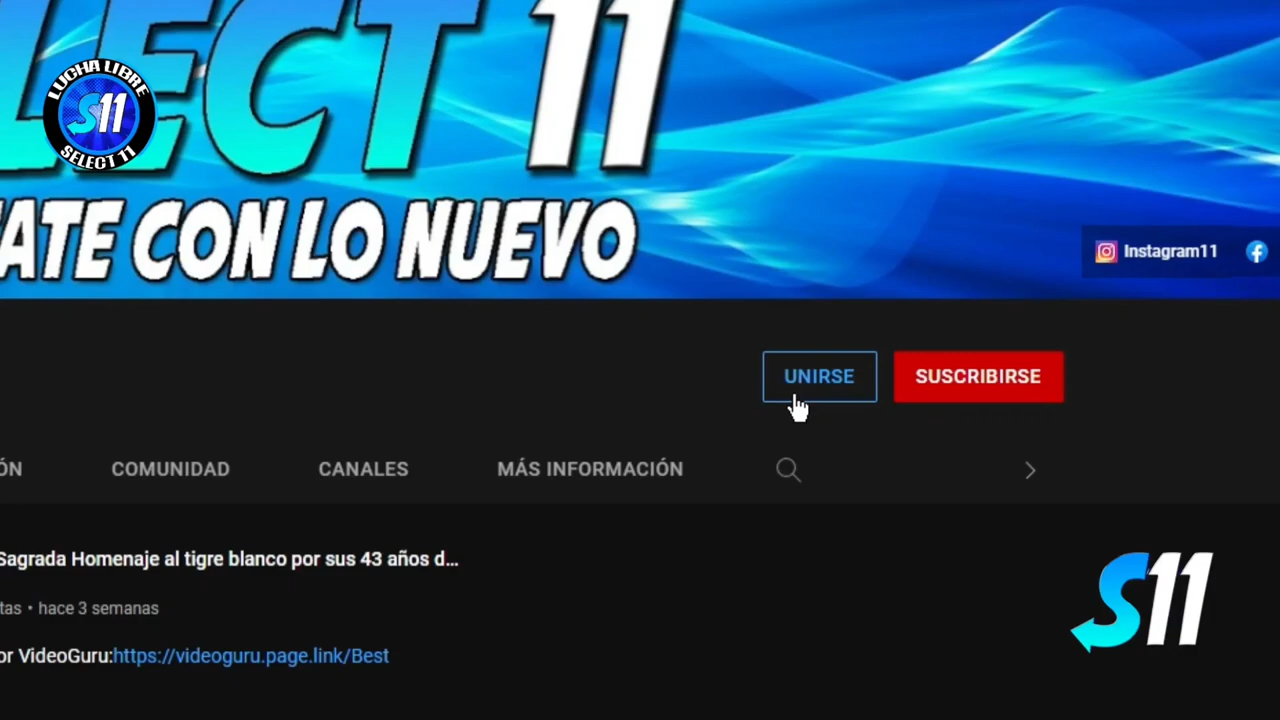 LECT 11
LUCHA LIBRE
S11
SELECT 11
ATE CON LO NUEVO
Instagram11
UNIRSE
SUSCRIBIRSE
ÓN
COMUNIDAD
CANALES
MÁS INFORMACIÓN
Sagrada Homenaje al tigre blanco por sus 43 años d...
tas • hace 3 semanas
or VideoGuru:https://videoguru.page.link/Best
S11